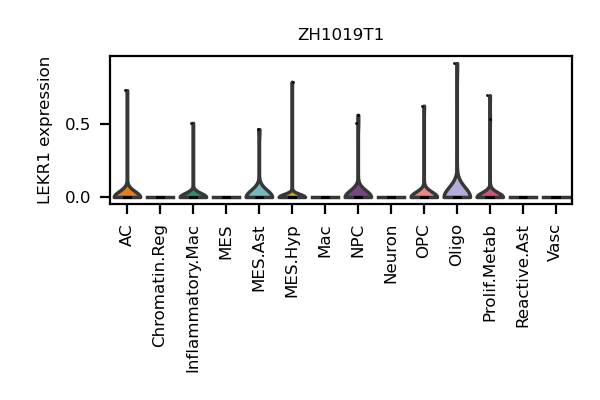 ZH1019T1
LEKR1 expression
0.5
0.0
AC
Chromatin.Reg
Inflammatory.Mac
MES
MES.Ast
MES.Hyp
Mac
NPC
Neuron
OPC
Oligo
Prolif.Metab
Reactive.Ast
Vasc